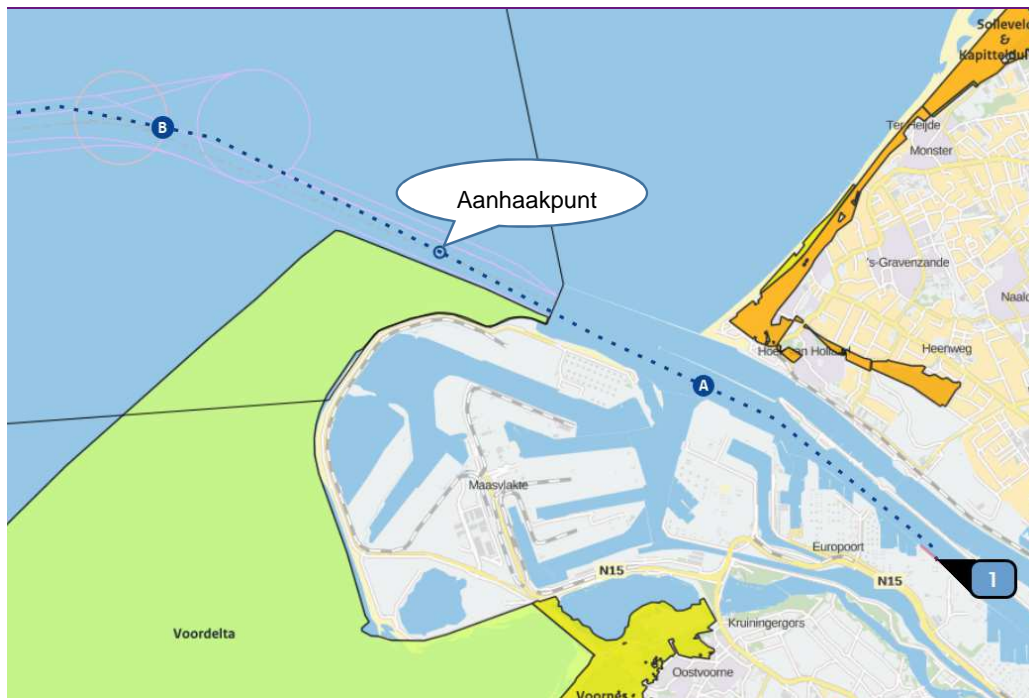 Solleveld
&
Kapittelduin
B
Ter Heijde
Monster
Aanhaakpunt
's-Gravenzande
Naald
Hoek van Holland
Heenweg
A
Maasvlakte
Europoort
N15
N15
1
Kruiningergors
Voordelta
Oostvoorne
Voornes